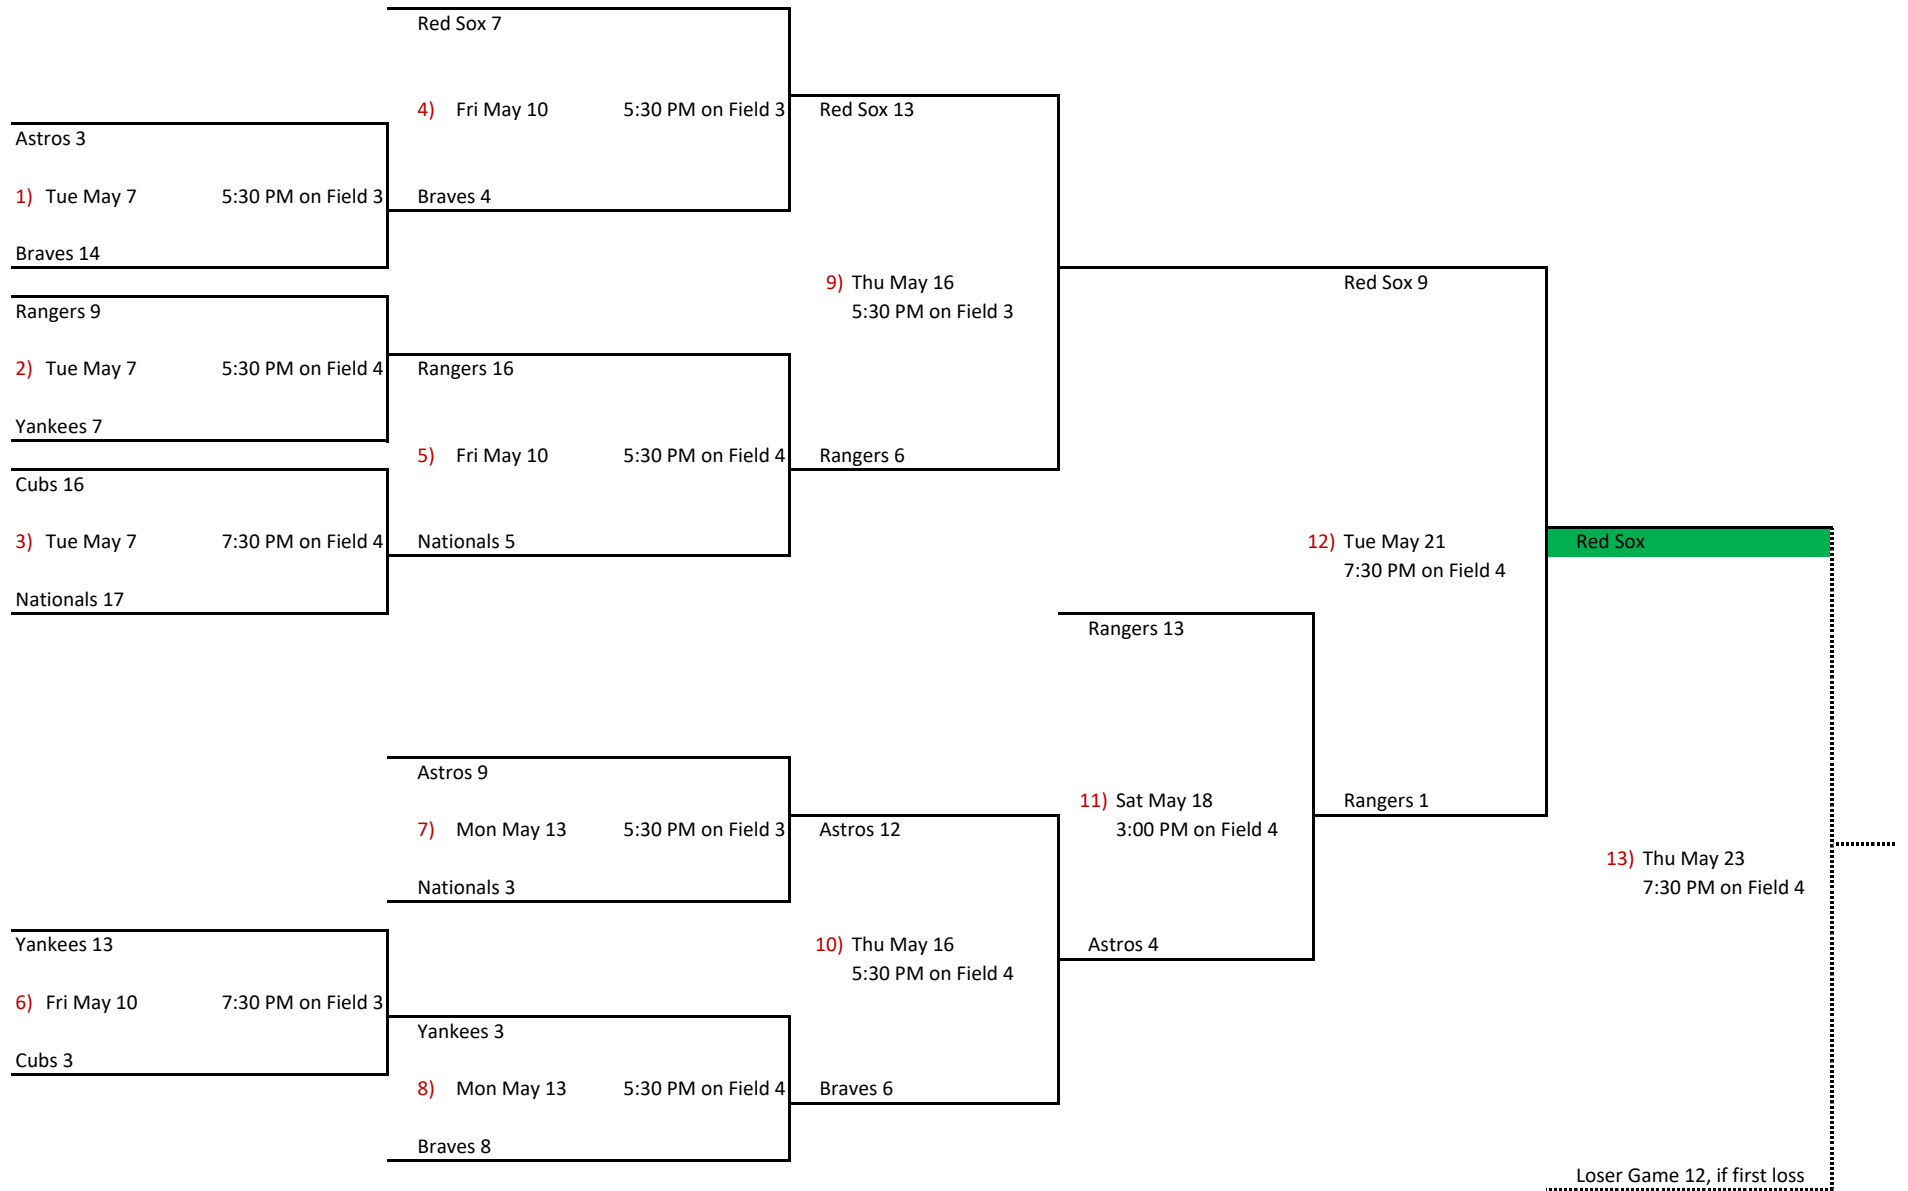 Red Sox 7
4) Fri May 10 5:30 PM on Field 3
Red Sox 13
Astros 3
1) Tue May 7 5:30 PM on Field 3
Braves 4
Braves 14
9) Thu May 16
5:30 PM on Field 3
Red Sox 9
Rangers 9
2) Tue May 7 5:30 PM on Field 4
Rangers 16
Yankees 7
5) Fri May 10 5:30 PM on Field 4
Rangers 6
Cubs 16
3) Tue May 7 7:30 PM on Field 4
Nationals 5
12) Tue May 21
7:30 PM on Field 4
Red Sox
Nationals 17
Rangers 13
Astros 9
11) Sat May 18
3:00 PM on Field 4
Rangers 1
7) Mon May 13 5:30 PM on Field 3
Astros 12
13) Thu May 23
7:30 PM on Field 4
Nationals 3
Yankees 13
10) Thu May 16
5:30 PM on Field 4
Astros 4
6) Fri May 10 7:30 PM on Field 3
Yankees 3
Cubs 3
8) Mon May 13 5:30 PM on Field 4
Braves 6
Braves 8
Loser Game 12, if first loss